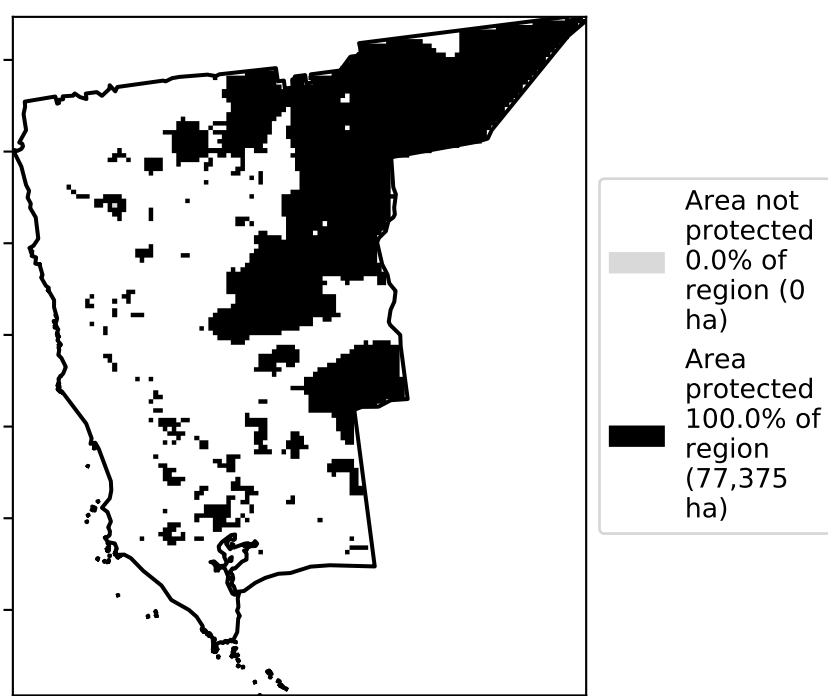 Area not
protected
0.0% of
region (0
ha)
Area
protected
100.0% of
region
(77,375
ha)